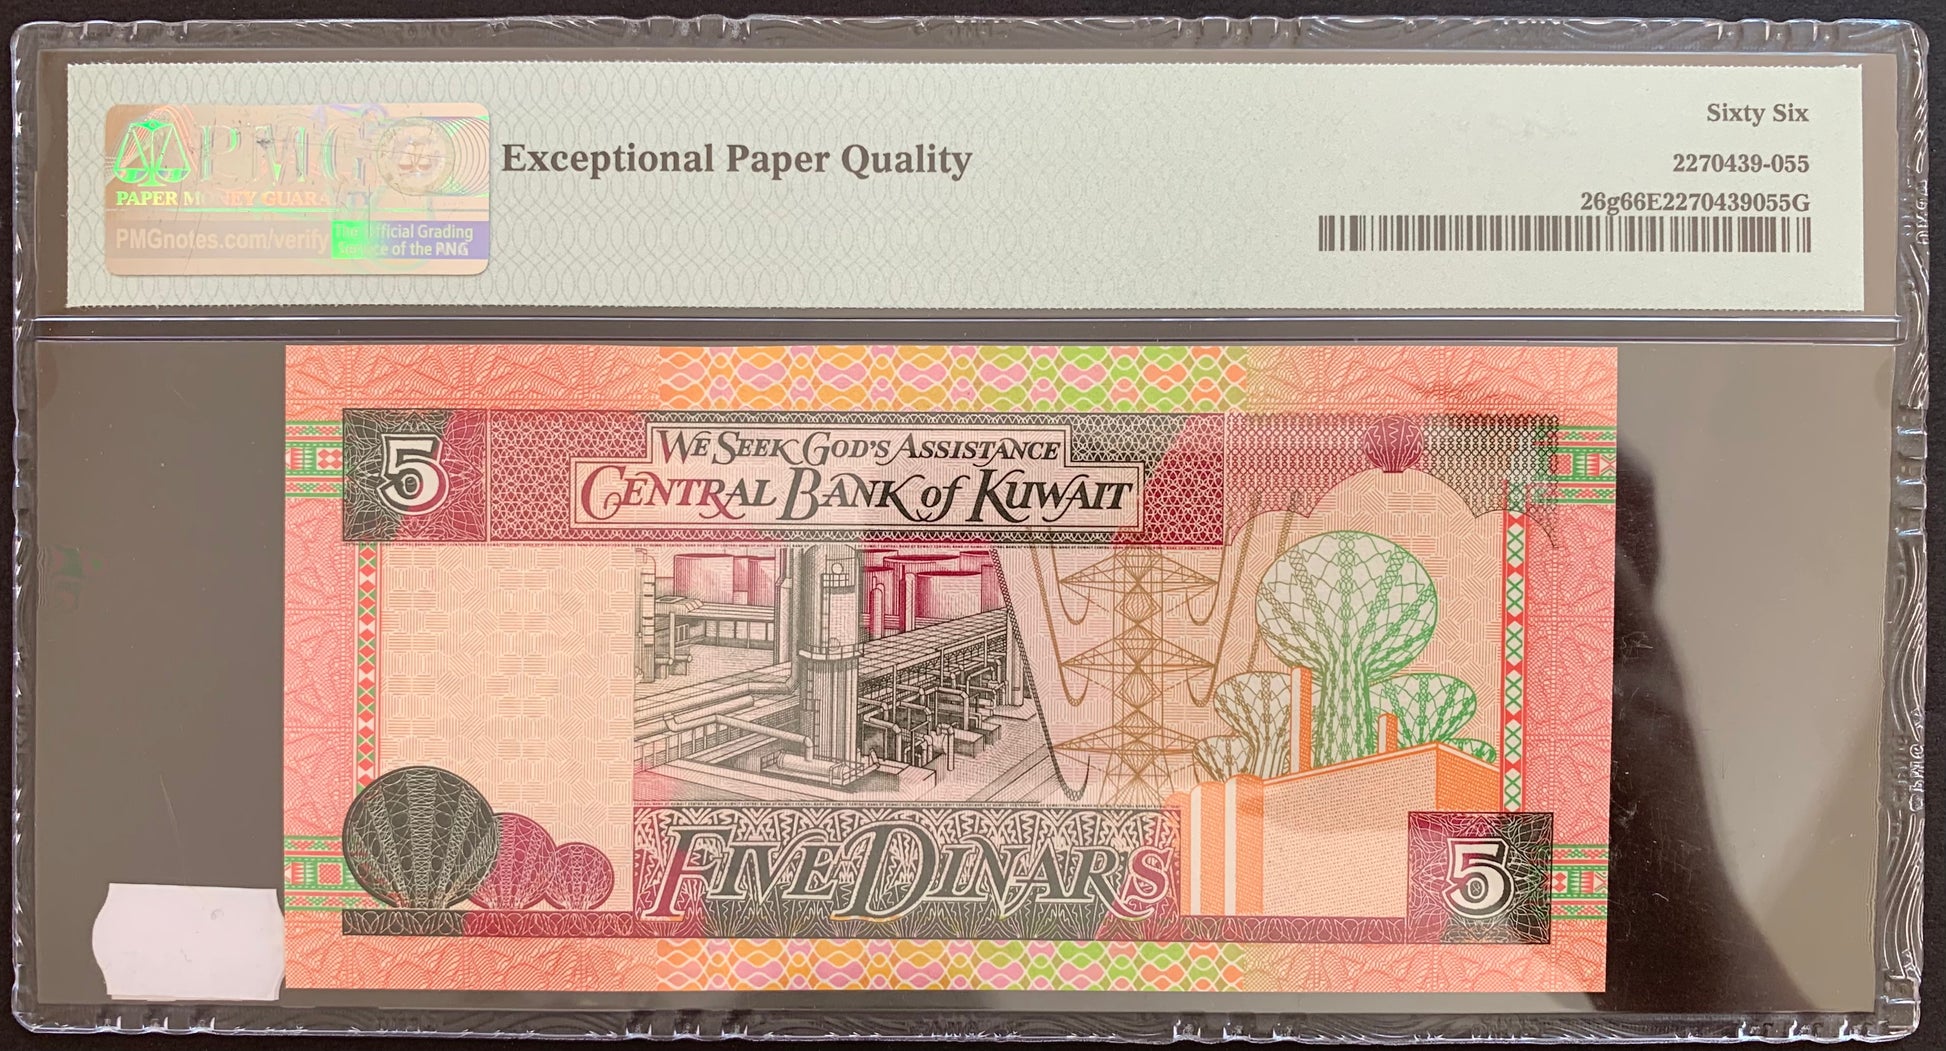 PMG
PAPER MONEY GUARA
PMGnotes.com/verify
The Official Grading
Service of the PNG
Exceptional Paper Quality
Sixty Six
2270439-055
26g66E2270439055G
5
WE SEEK GOD'S ASSISTANCE
CENTRAL BANK of KUWAIT
FIVE DINARS
5